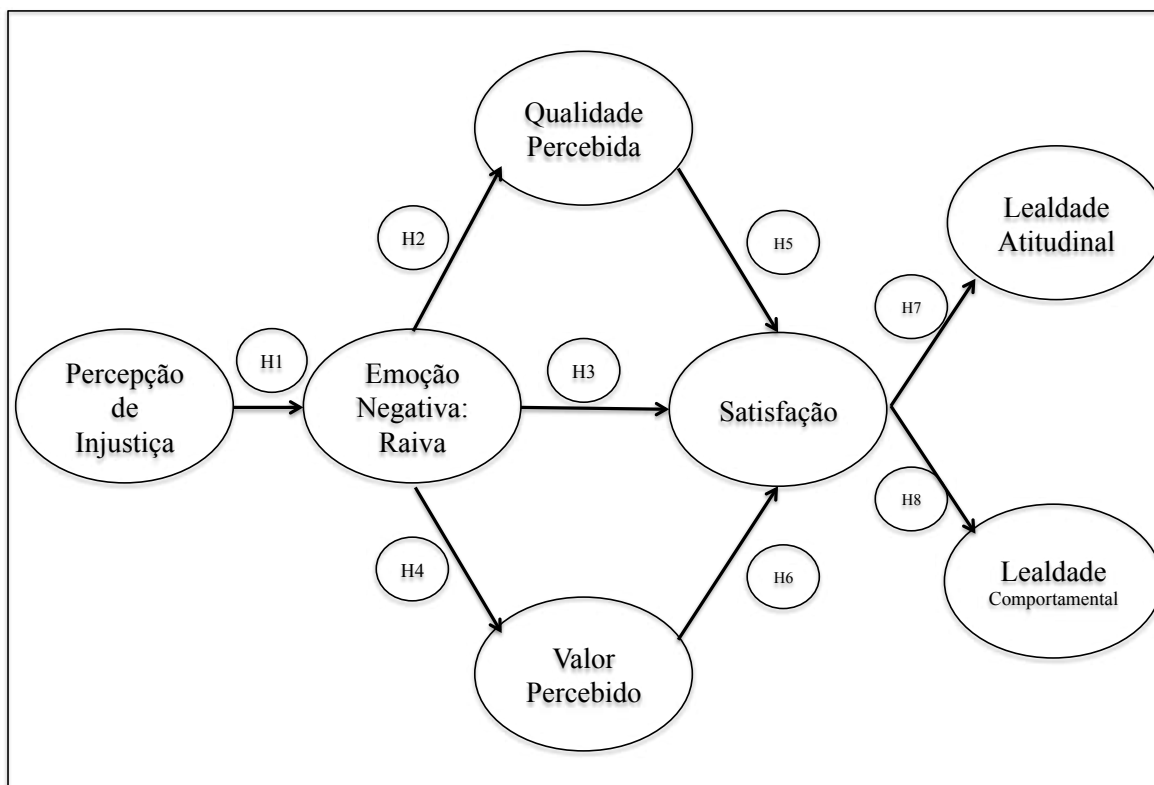 Qualidade
Percebida
H2
H5
Lealdade
Atitudinal
H7
H1
H3
Percepção
de
Injustiça
Emoção
Negativa:
Raiva
Satisfação
H8
H4
H6
Lealdade
Comportamental
Valor
Percebido